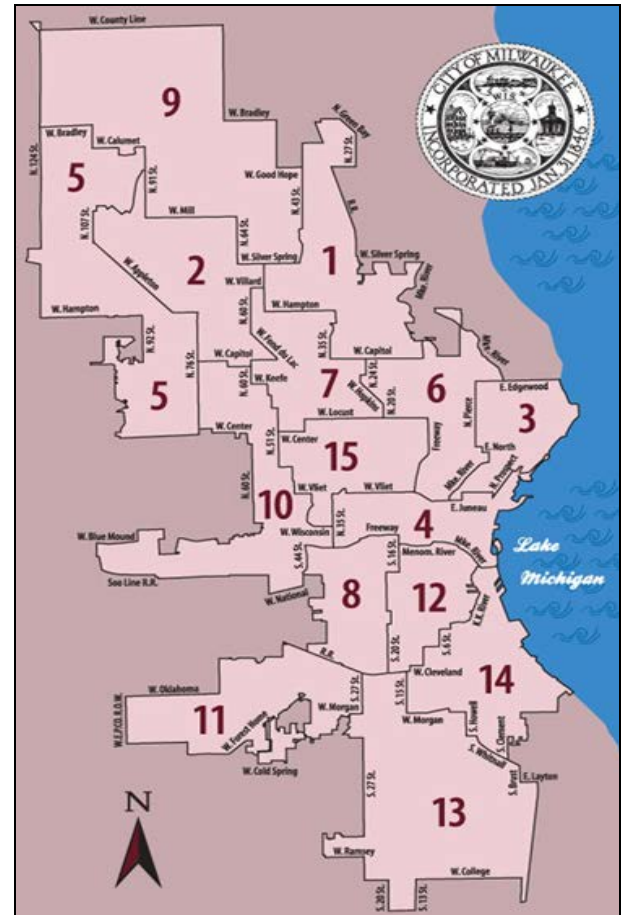 W. County Line
CITY OF MILWAUKEE
WIS
INCORPORATED JAN 31 1846
9
W. Bradley
N. Green Bay
N. 27 St.
W. Bradley
W. Calumet
N. 124 St.
5
N. 91 St.
W. Good Hope
N. 43 St.
R.R.
N. 107 St.
W. Mill
N. 64 St.
W. Silver Spring
1
W. Silver Spring
Mke. River
2
W. Appleton
W. Villard
N. 60 St.
W. Hampton
W. Hampton
W. Fond du Lac
N. 35 St.
N. 92 St.
N. 76 St.
W. Capitol
W. Capitol
Mke. River
W. Keefe
N. 60 St.
7
N. 24 St.
W. Hopkins
N. 20 St.
6
E. Edgewood
N. Pierce
3
5
W. Locust
Freeway
W. Center
N. 51 St.
W. Center
15
E. North
N. Prospect
Mke. River
N. 60 St.
10
W. Vliet
W. Vliet
E. Juneau
W. Wisconsin
N. 35 St.
4
Freeway
W. Blue Mound
S. 44 St.
S. 16 St.
Menom. River
Mke. River
Lake
Michigan
Soo Line R.R.
W. National
8
12
K.K. River
S. 20 St.
S. 6 St.
R.R.
W. Cleveland
14
W. Oklahoma
S. 27 St.
S. 15 St.
W.E.P.CO. R.O.W.
11
W. Forest Home
W. Morgan
W. Morgan
S. Howell
S. Clement
W. Cold Spring
S. Whitnall
S. Brust
E. Layton
N
S. 27 St.
13
W. Ramsey
W. College
S. 20 St.
S. 13 St.